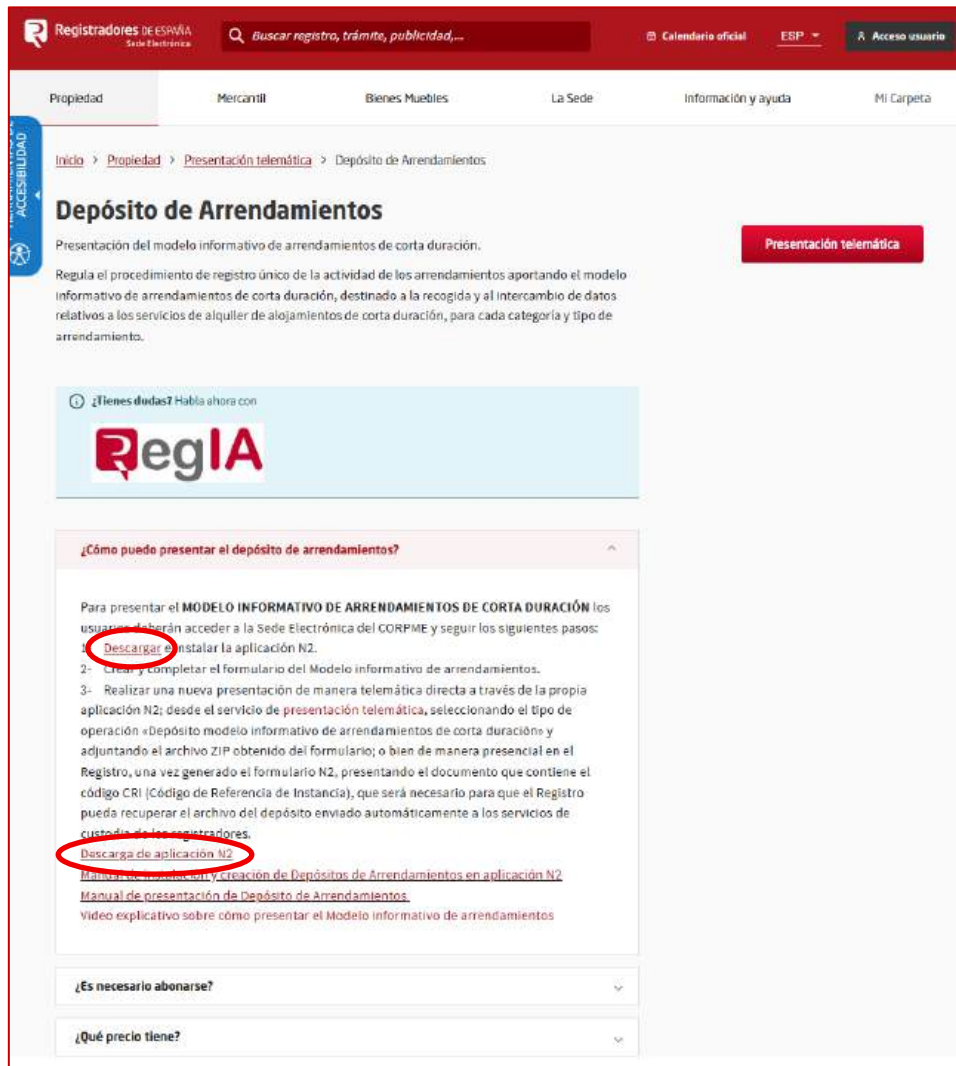 Registradores DE ESPAÑA
Sede Electrónica
Buscar registro, trámite, publicidad,...
Calendario oficial
ESP
Acceso usuario
Propiedad
Mercantil
Bienes Muebles
La Sede
Información y ayuda
Mi Carpeta
ACCESIBILIDAD
Inicio > Propiedad > Presentación telemática > Depósito de Arrendamientos
Depósito de Arrendamientos
Presentación del modelo informativo de arrendamientos de corta duración.
Presentación telemática
Regula el procedimiento de registro único de la actividad de los arrendamientos aportando el modelo
informativo de arrendamientos de corta duración, destinado a la recogida y al intercambio de datos
relativos a los servicios de alquiler de alojamientos de corta duración, para cada categoría y tipo de
arrendamiento.
¿Tienes dudas? Habla ahora con
RegIA
¿Cómo puedo presentar el depósito de arrendamientos?
Para presentar el MODELO INFORMATIVO DE ARRENDAMIENTOS DE CORTA DURACIÓN los
usuarios deberán acceder a la Sede Electrónica del CORPME y seguir los siguientes pasos:
1- Descargar e instalar la aplicación N2.
2- Crear y completar el formulario del Modelo informativo de arrendamientos.
3- Realizar una nueva presentación de manera telemática directa a través de la propia
aplicación N2; desde el servicio de presentación telemática, seleccionando el tipo de
operación «Depósito modelo informativo de arrendamientos de corta duración» y
adjuntando el archivo ZIP obtenido del formulario; o bien de manera presencial en el
Registro, una vez generado el formulario N2, presentando el documento que contiene el
código CRI (Código de Referencia de Instancia), que será necesario para que el Registro
pueda recuperar el archivo del depósito enviado automáticamente a los servicios de
custodia de los registradores.
Descarga de aplicación N2
Manual de instalación y creación de Depósitos de Arrendamientos en aplicación N2
Manual de presentación de Depósito de Arrendamientos.
Video explicativo sobre cómo presentar el Modelo informativo de arrendamientos
¿Es necesario abonarse?
¿Qué precio tiene?